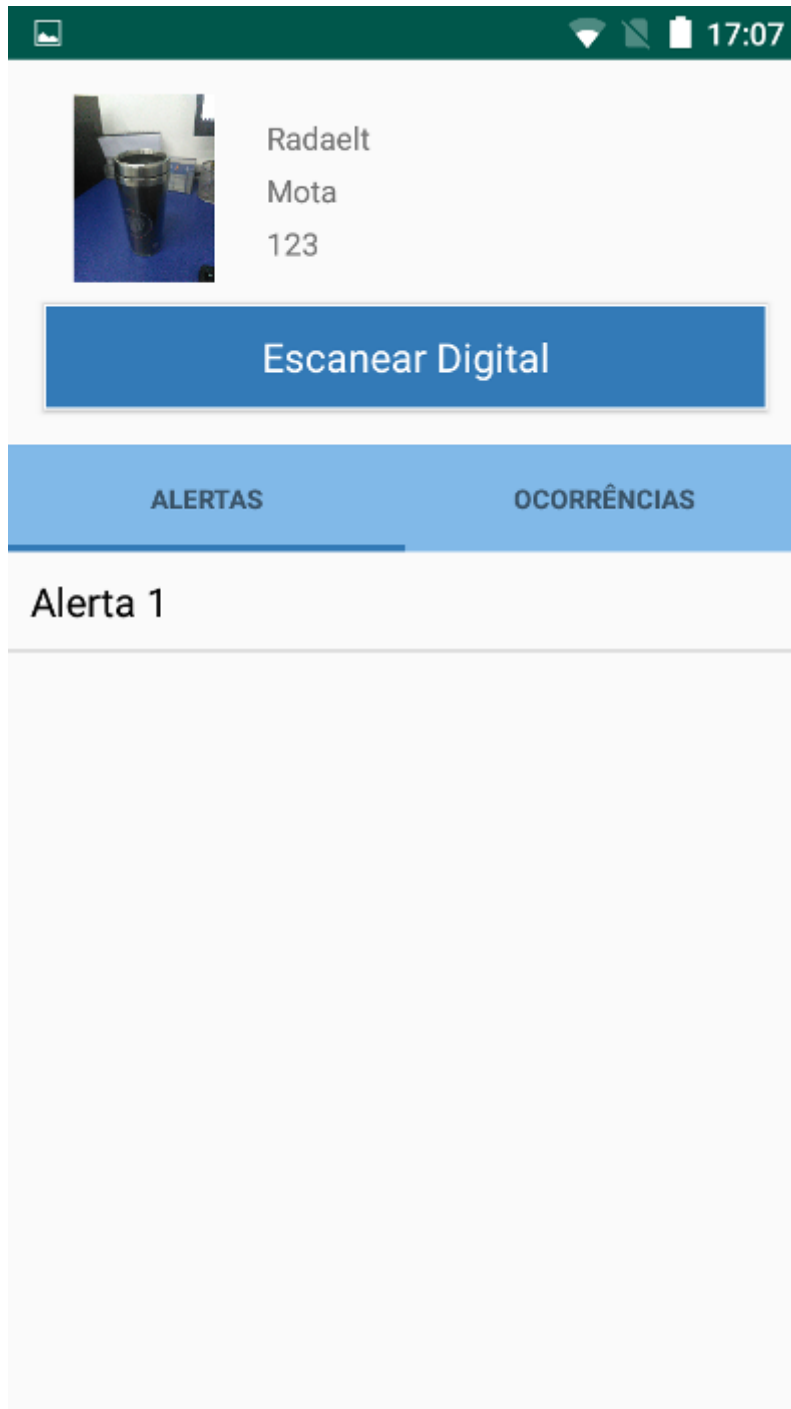 17:07
Radaelt
Mota
123
Escanear Digital
ALERTAS
OCORRÊNCIAS
Alerta 1